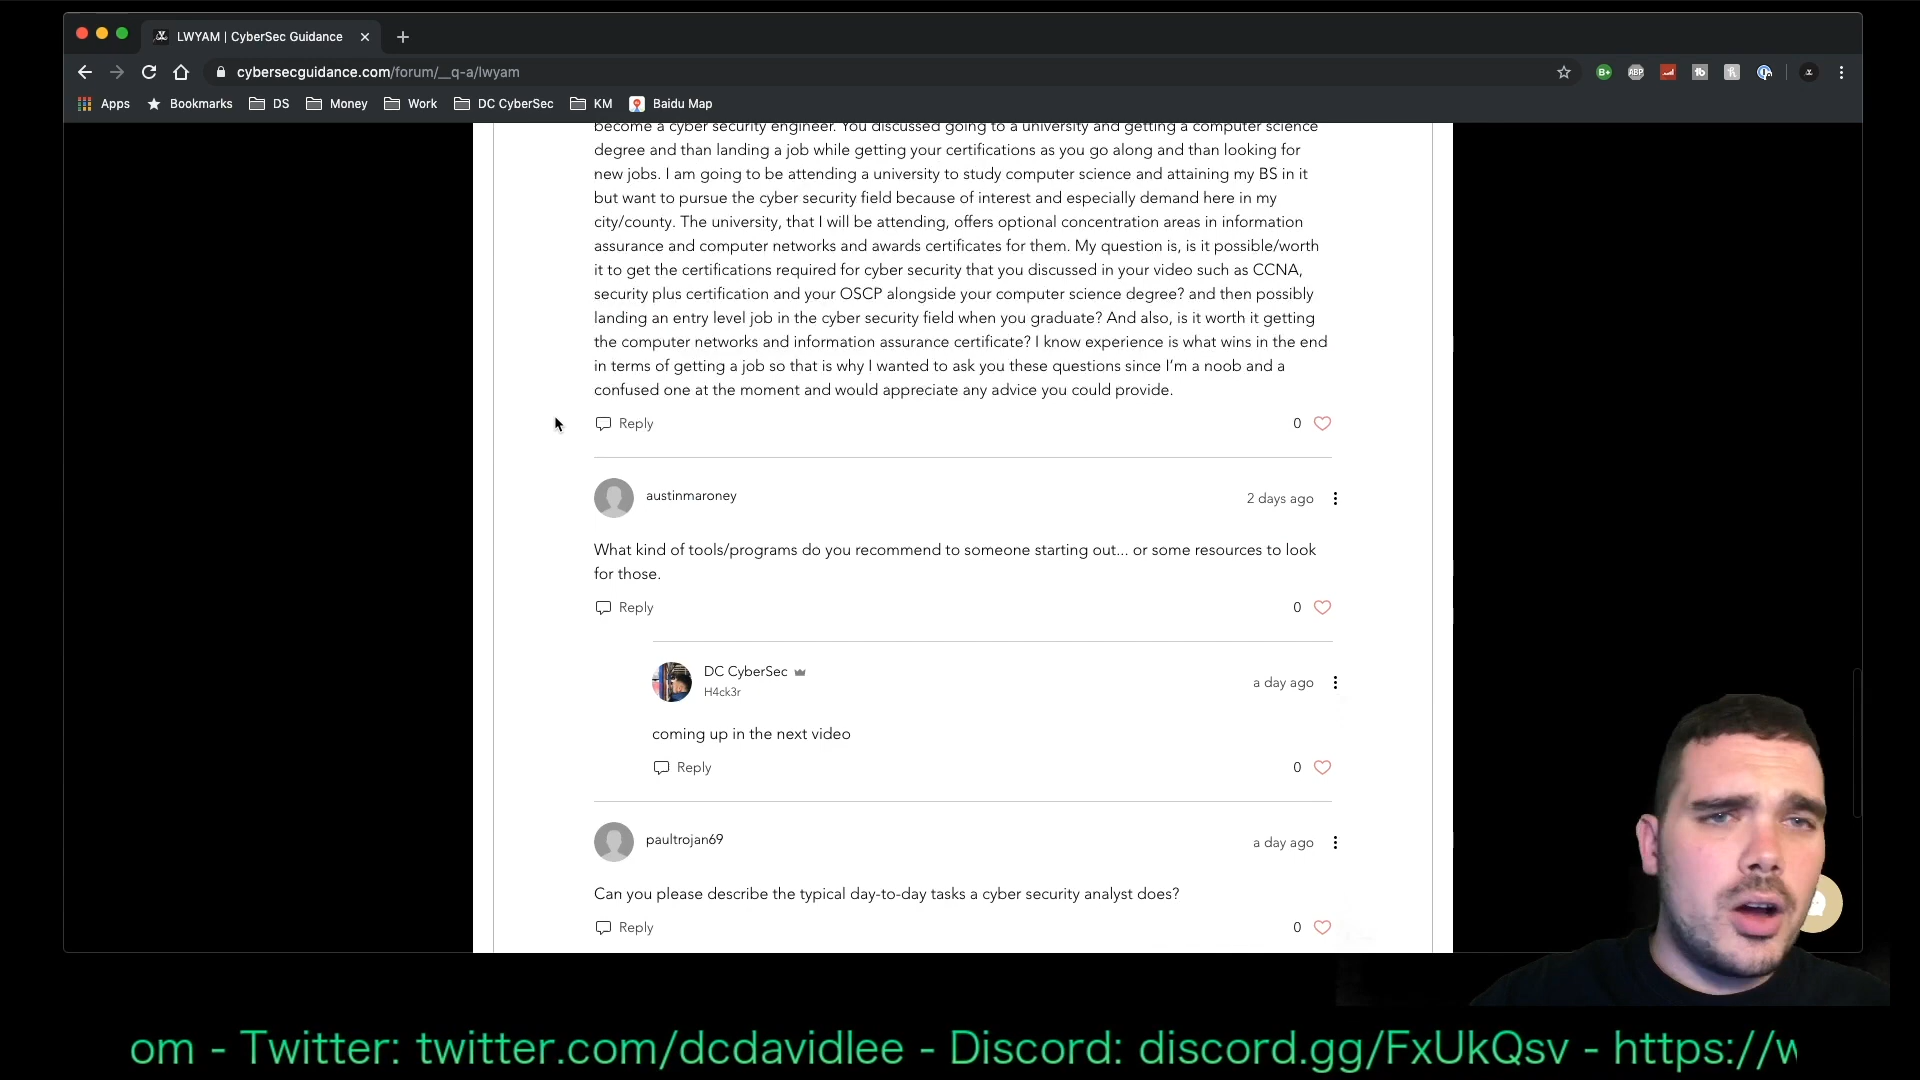 LWYAM | CyberSec Guidance
cybersecguidance.com/forum/__q-a/lwyam
Apps Bookmarks DS Money Work DC CyberSec KM Baidu Map
become a cyber security engineer. You discussed going to a university and getting a computer science
degree and than landing a job while getting your certifications as you go along and than looking for
new jobs. I am going to be attending a university to study computer science and attaining my BS in it
but want to pursue the cyber security field because of interest and especially demand here in my
city/county. The university, that I will be attending, offers optional concentration areas in information
assurance and computer networks and awards certificates for them. My question is, is it possible/worth
it to get the certifications required for cyber security that you discussed in your video such as CCNA,
security plus certification and your OSCP alongside your computer science degree? and then possibly
landing an entry level job in the cyber security field when you graduate? And also, is it worth it getting
the computer networks and information assurance certificate? I know experience is what wins in the end
in terms of getting a job so that is why I wanted to ask you these questions since I'm a noob and a
confused one at the moment and would appreciate any advice you could provide.
Reply 0
austinmaroney 2 days ago
What kind of tools/programs do you recommend to someone starting out... or some resources to look
for those.
Reply 0
DC CyberSec a day ago
H4ck3r
coming up in the next video
Reply 0
paultrojan69 a day ago
Can you please describe the typical day-to-day tasks a cyber security analyst does?
Reply 0
om - Twitter: twitter.com/dcdavidlee - Discord: discord.gg/FxUkQsv - https://w